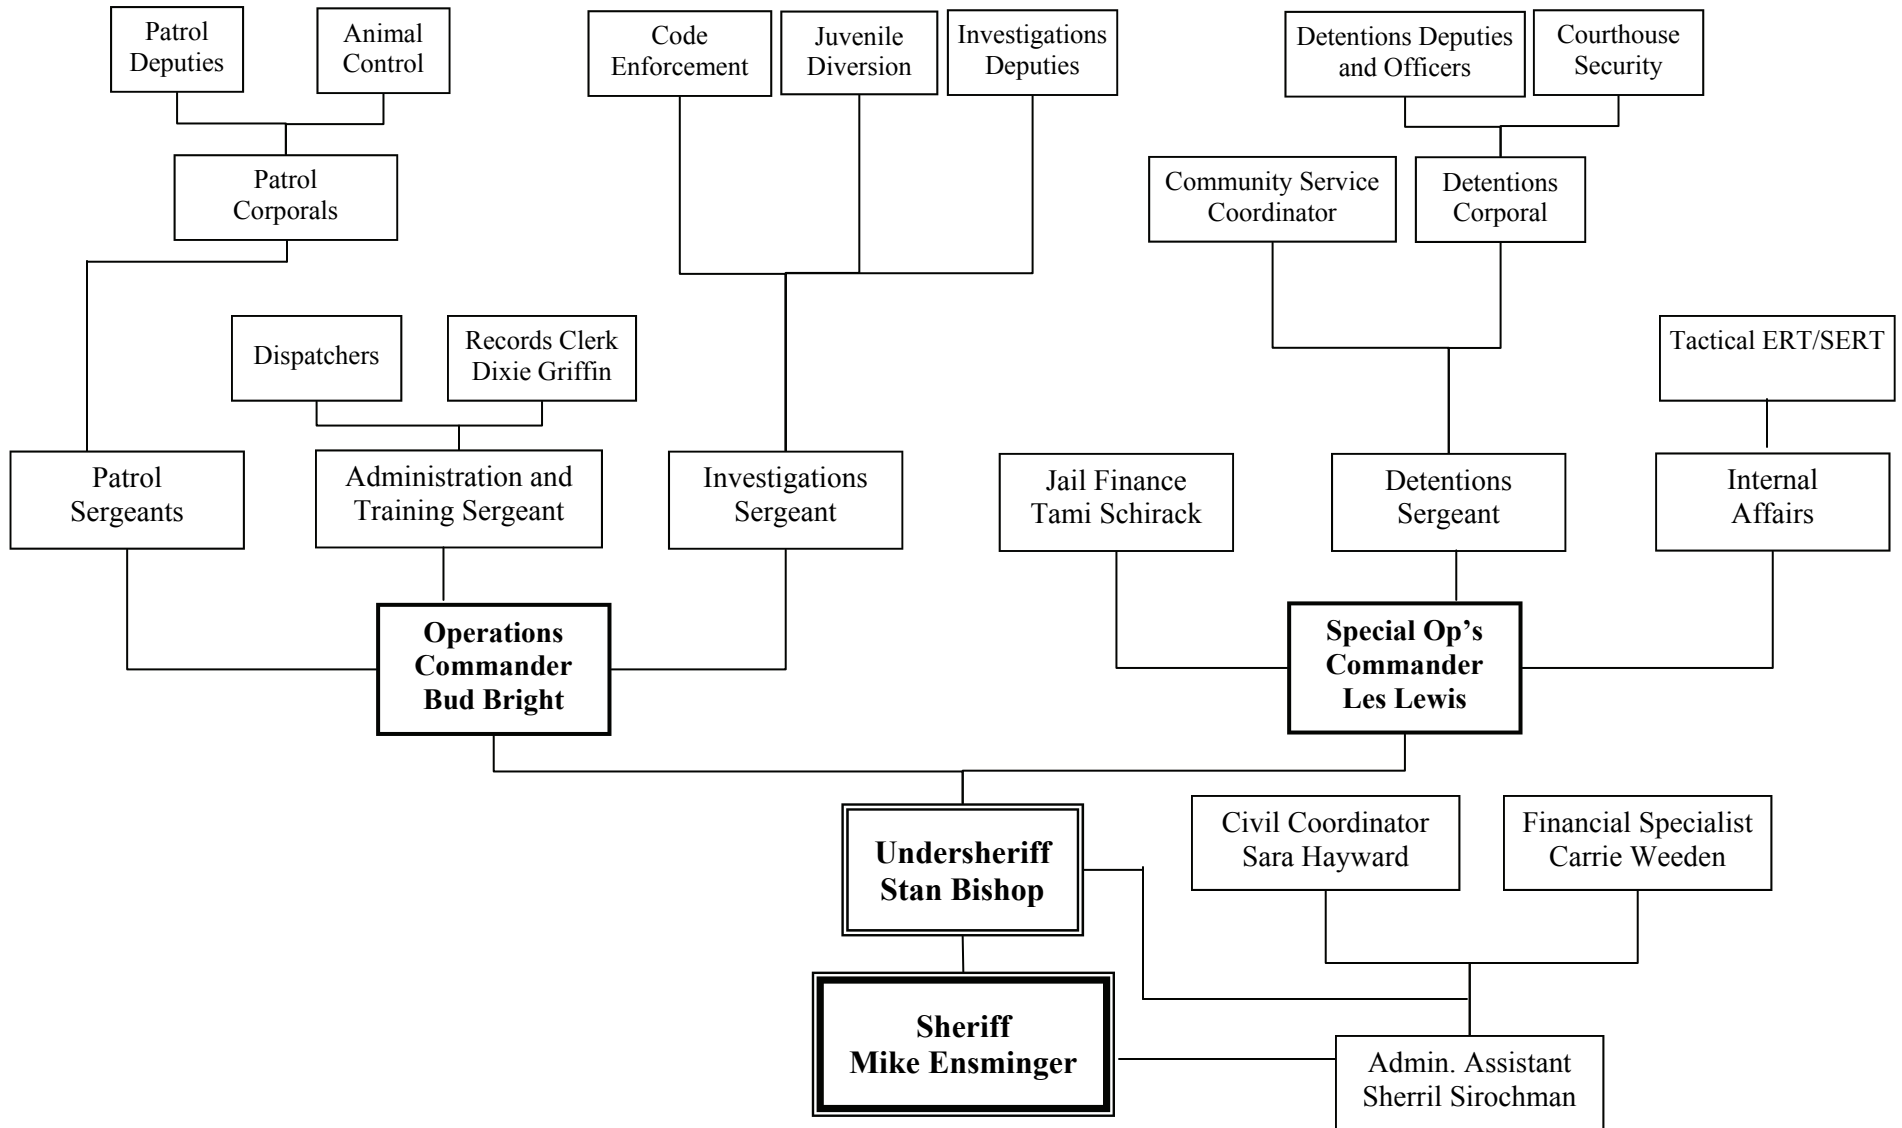 Patrol
Deputies
Animal
Control
Code
Enforcement
Juvenile
Diversion
Investigations
Deputies
Detentions Deputies
and Officers
Courthouse
Security
Patrol
Corporals
Community Service
Coordinator
Detentions
Corporal
Dispatchers
Records Clerk
Dixie Griffin
Tactical ERT/SERT
Patrol
Sergeants
Administration and
Training Sergeant
Investigations
Sergeant
Jail Finance
Tami Schirack
Detentions
Sergeant
Internal
Affairs
Operations
Commander
Bud Bright
Special Op’s
Commander
Les Lewis
Undersheriff
Stan Bishop
Civil Coordinator
Sara Hayward
Financial Specialist
Carrie Weeden
Sheriff
Mike Ensminger
Admin. Assistant
Sherril Sirochman